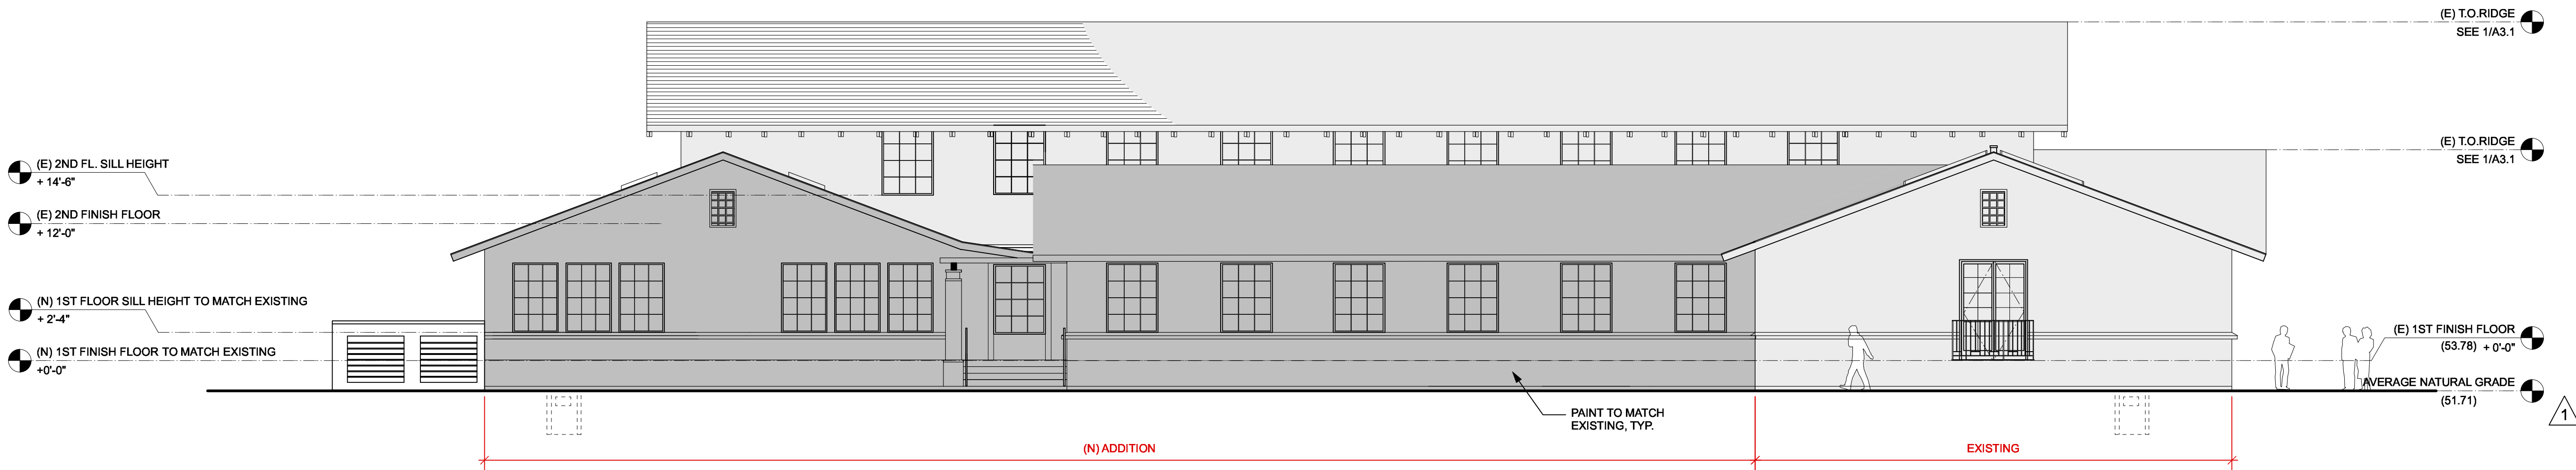 (E) T.O.RIDGE
SEE 1/A3.1
(E) T.O.RIDGE
SEE 1/A3.1
(E) 2ND FL. SILL HEIGHT
+ 14'-6"
(E) 2ND FINISH FLOOR
+ 12'-0"
(N) 1ST FLOOR SILL HEIGHT TO MATCH EXISTING
+ 2'-4"
(N) 1ST FINISH FLOOR TO MATCH EXISTING
+0'-0"
(E) 1ST FINISH FLOOR
(53.78) + 0'-0"
AVERAGE NATURAL GRADE
(51.71)
1
PAINT TO MATCH
EXISTING, TYP.
(N) ADDITION
EXISTING